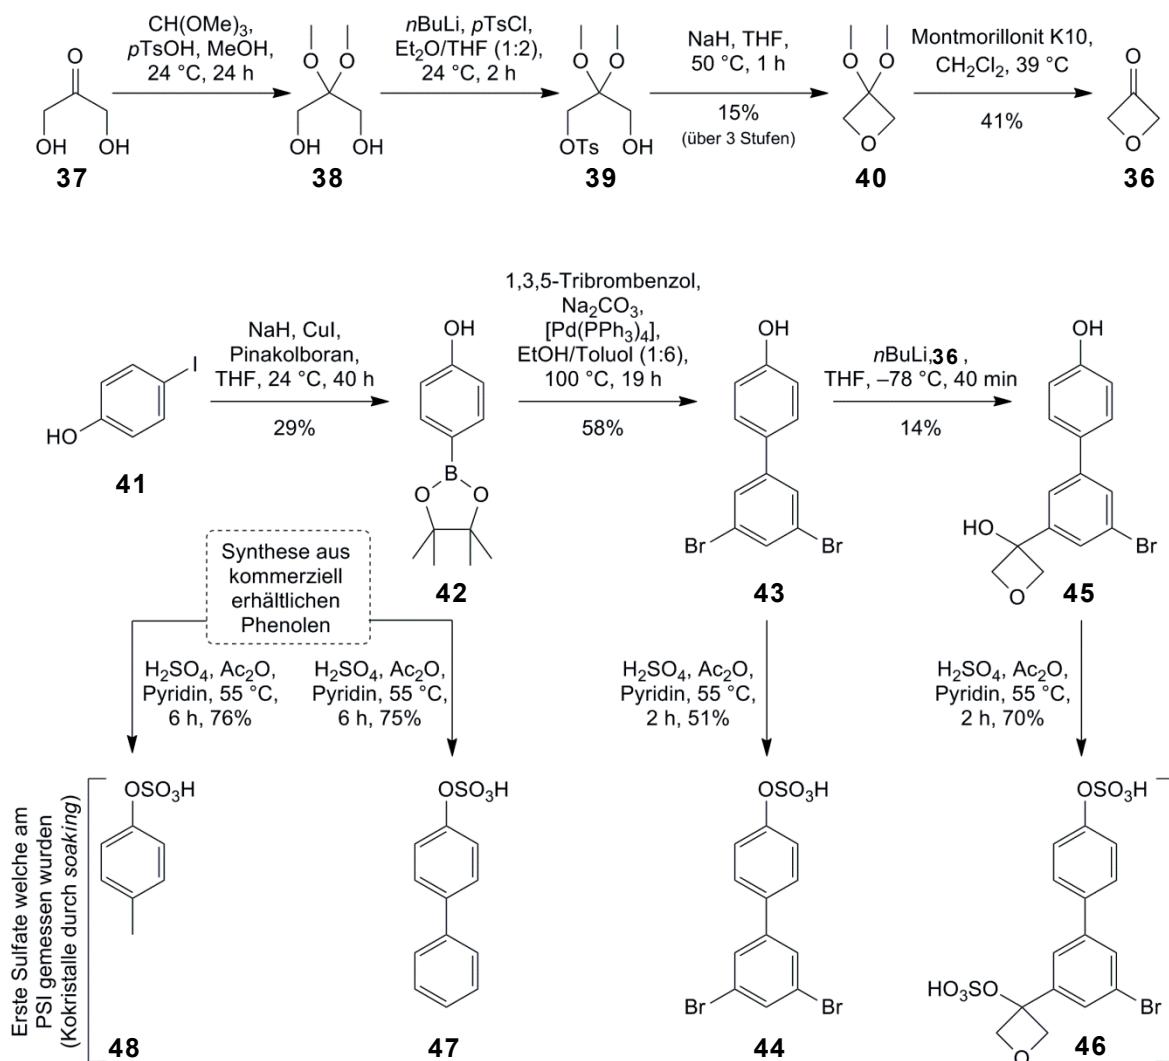 CH(OMe)3,
pTsOH, MeOH,
24 °C, 24 h
nBuLi, pTsCl,
Et2O/THF (1:2),
24 °C, 2 h
NaH, THF,
50 °C, 1 h
15%
(über 3 Stufen)
Montmorillonit K10,
CH2Cl2, 39 °C
41%
O
OH OH
37
O O
OH OH
38
O O
OTs OH
39
O O
O
40
O
O
36
NaH, CuI,
Pinakolboran,
THF, 24 °C, 40 h
29%
1,3,5-Tribrombenzol,
Na2CO3,
[Pd(PPh3)4],
EtOH/Toluol (1:6),
100 °C, 19 h
58%
nBuLi, 36 ,
THF, –78 °C, 40 min
14%
I
HO
41
OH
B
O O
42
OH
Br Br
43
OH
HO
Br
O
45
Synthese aus
kommerziell
erhältlichen
Phenolen
H2SO4, Ac2O,
Pyridin, 55 °C,
6 h, 76%
H2SO4, Ac2O,
Pyridin, 55 °C,
6 h, 75%
H2SO4, Ac2O,
Pyridin, 55 °C,
2 h, 51%
H2SO4, Ac2O,
Pyridin, 55 °C,
2 h, 70%
Erste Sulfate welche am
PSI gemessen wurden
(Kokristalle durch soaking)
OSO3H
48
OSO3H
47
OSO3H
Br Br
44
OSO3H
HO3SO
Br
O
46